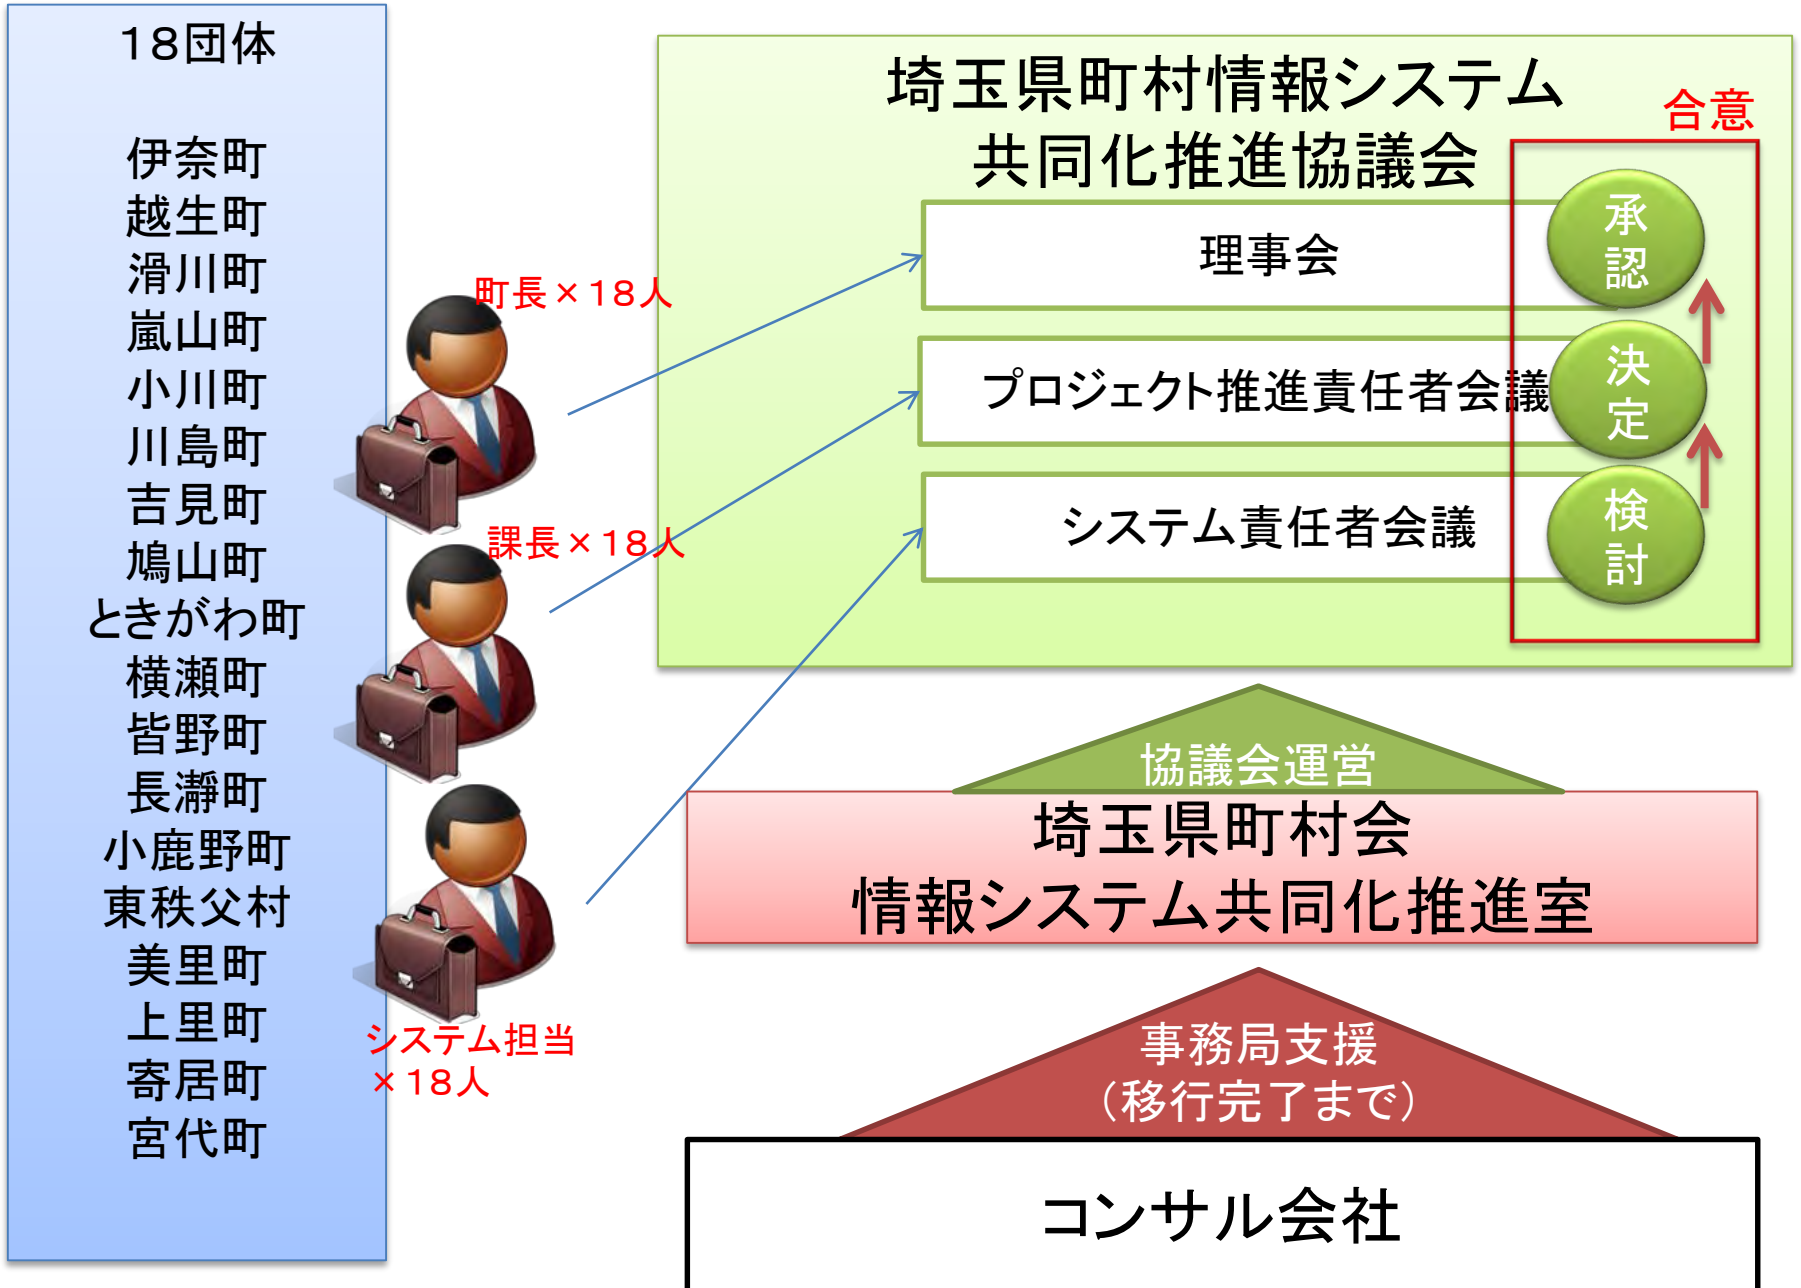 18団体
伊奈町
越生町
滑川町
嵐山町
小川町
川島町
吉見町
鳩山町
ときがわ町
横瀬町
皆野町
長瀞町
小鹿野町
東秩父村
美里町
上里町
寄居町
宮代町
町長×18人
課長×18人
システム担当
×18人
埼玉県町村情報システム
共同化推進協議会
合意
理事会
承認
プロジェクト推進責任者会議
決定
システム責任者会議
検討
協議会運営
埼玉県町村会
情報システム共同化推進室
事務局支援
（移行完了まで）
コンサル会社